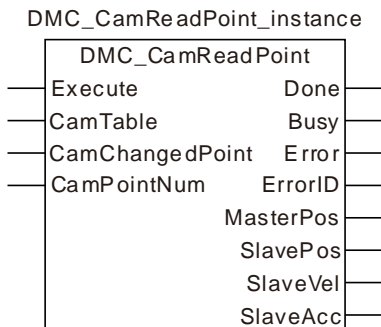 DMC_CamReadPoint_instance
DMC_CamReadPoint
Execute Done
CamTable Busy
CamChangedPoint Error
CamPointNum ErrorID
MasterPos
SlavePos
SlaveVel
SlaveAcc